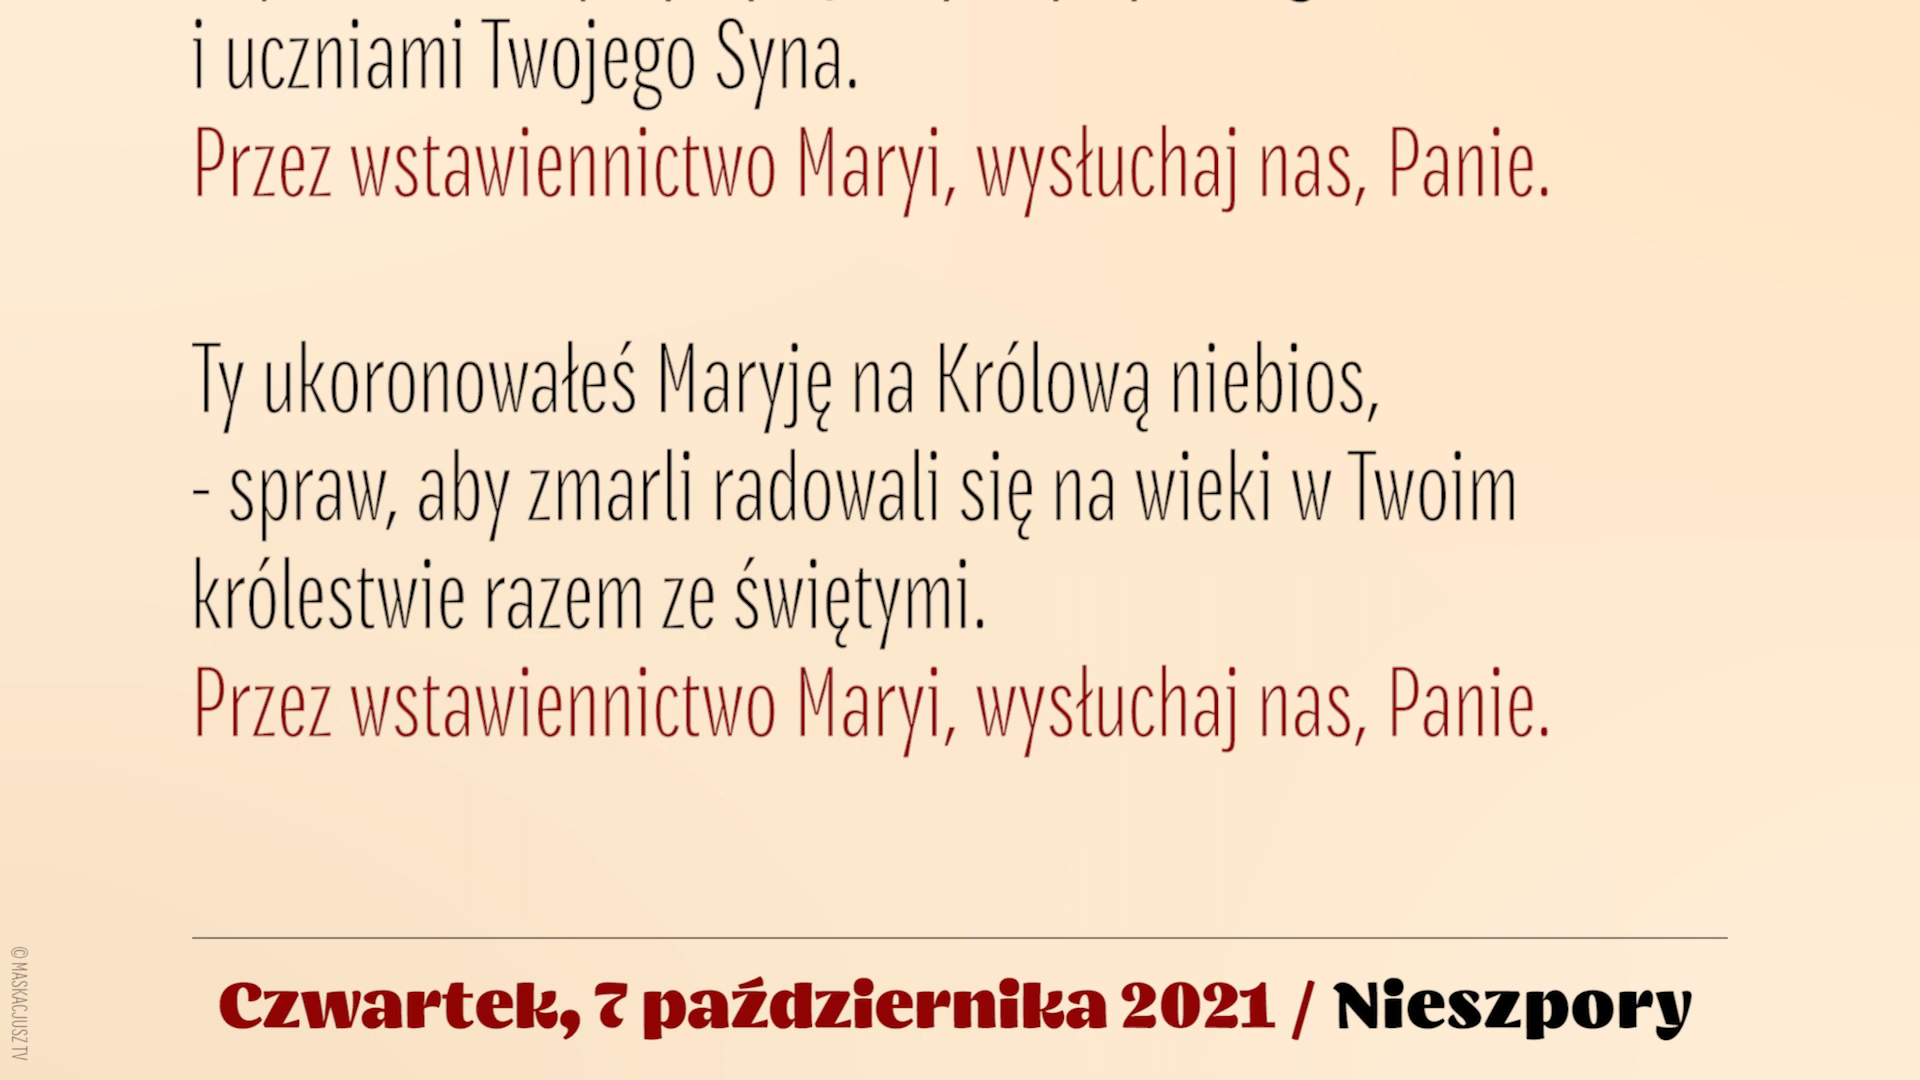 i uczniami Twojego Syna.
Przez wstawiennictwo Maryi, wysłuchaj nas, Panie.
Ty ukoronowałeś Maryję na Królową niebios,
- spraw, aby zmarli radowali się na wieki w Twoim
królestwie razem ze świętymi.
Przez wstawiennictwo Maryi, wysłuchaj nas, Panie.
Czwartek, 7 października 2021 / Nieszpory
© MASKACJUSZ TV